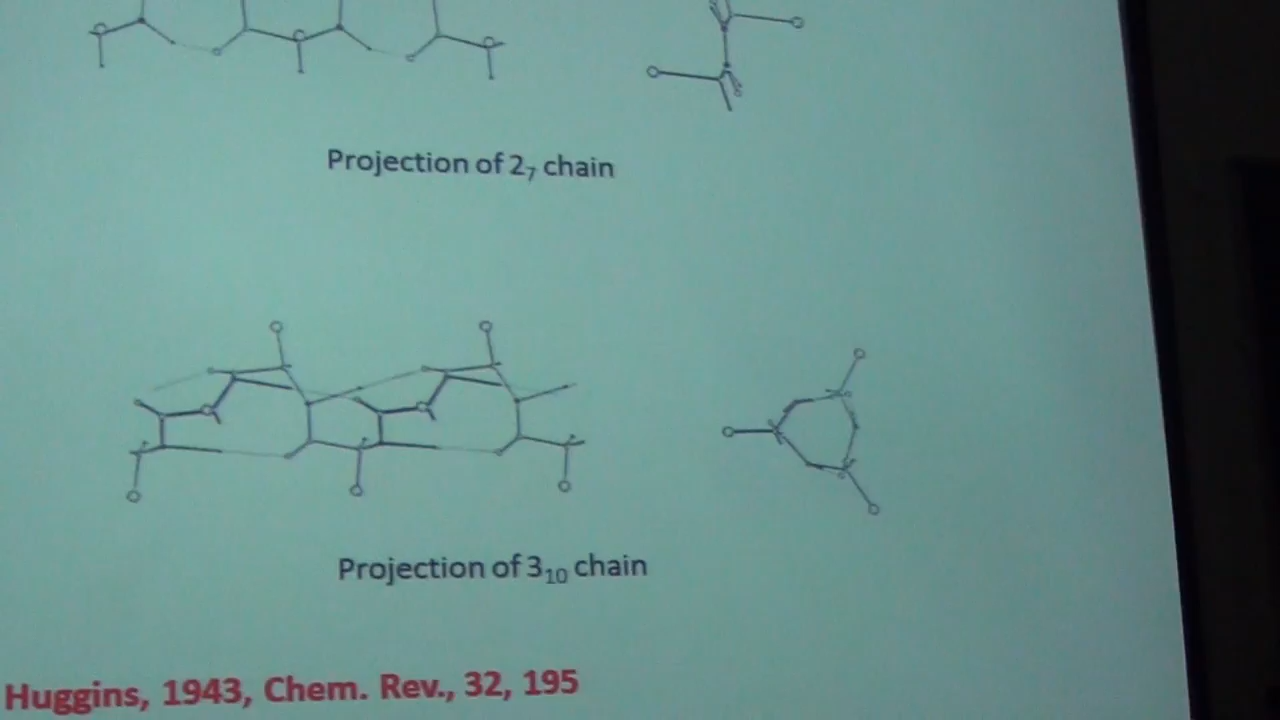 Projection of 2₇ chain
Projection of 3₁₀ chain
Huggins, 1943, Chem. Rev., 32, 195